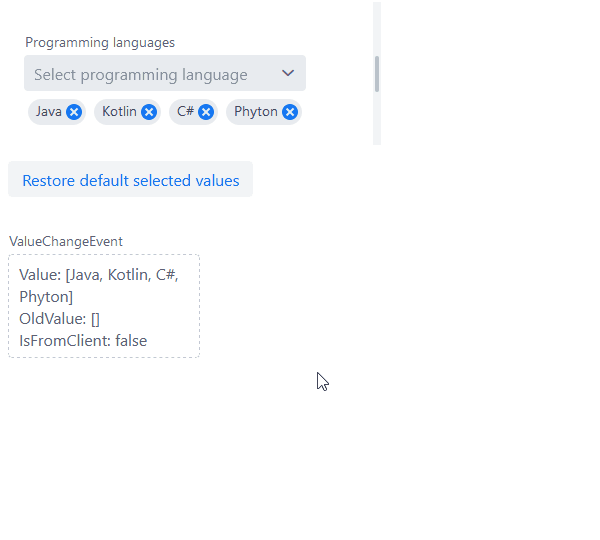 Programming languages
Select programming language
Java Kotlin C# Phyton
Restore default selected values
ValueChangeEvent
Value: [Java, Kotlin, C#,
Phyton]
OldValue: []
IsFromClient: false